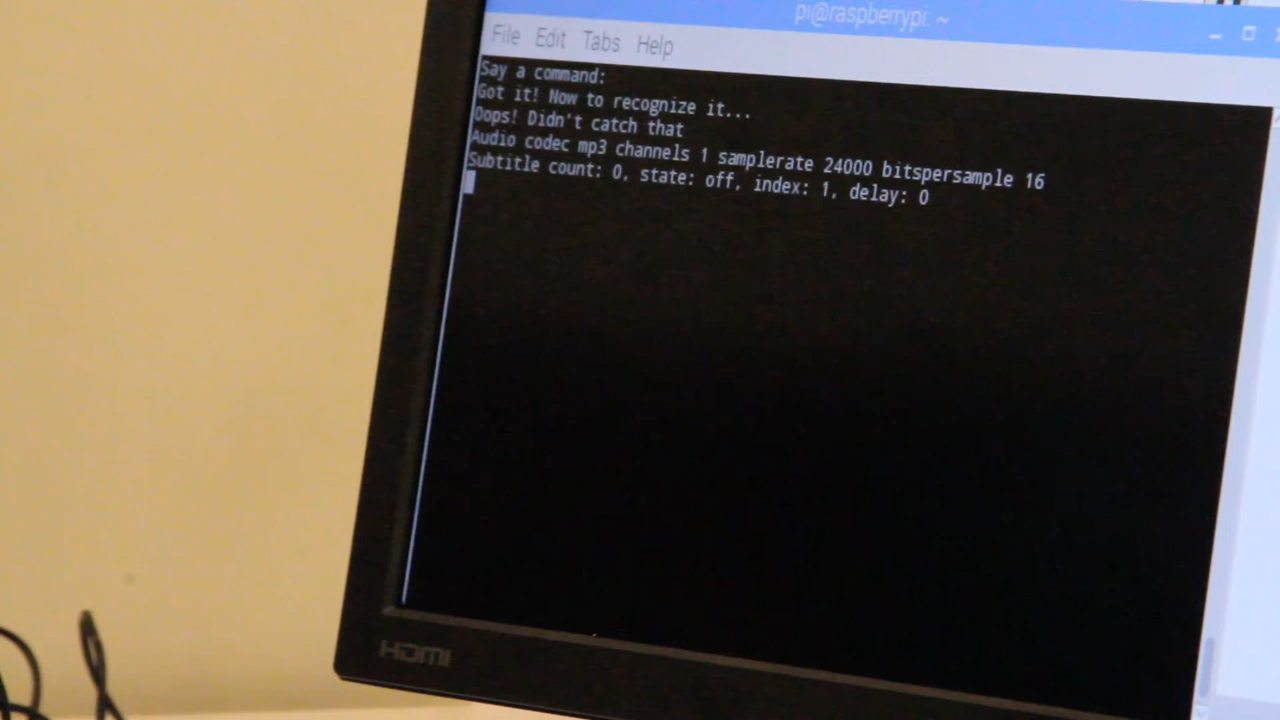 pi@raspberrypi: ~
File Edit Tabs Help
Say a command:
Got it! Now to recognize it...
Oops! Didn't catch that
Audio codec mp3 channels 1 samplerate 24000 bitspersample 16
Subtitle count: 0, state: off, index: 1, delay: 0
HDMI